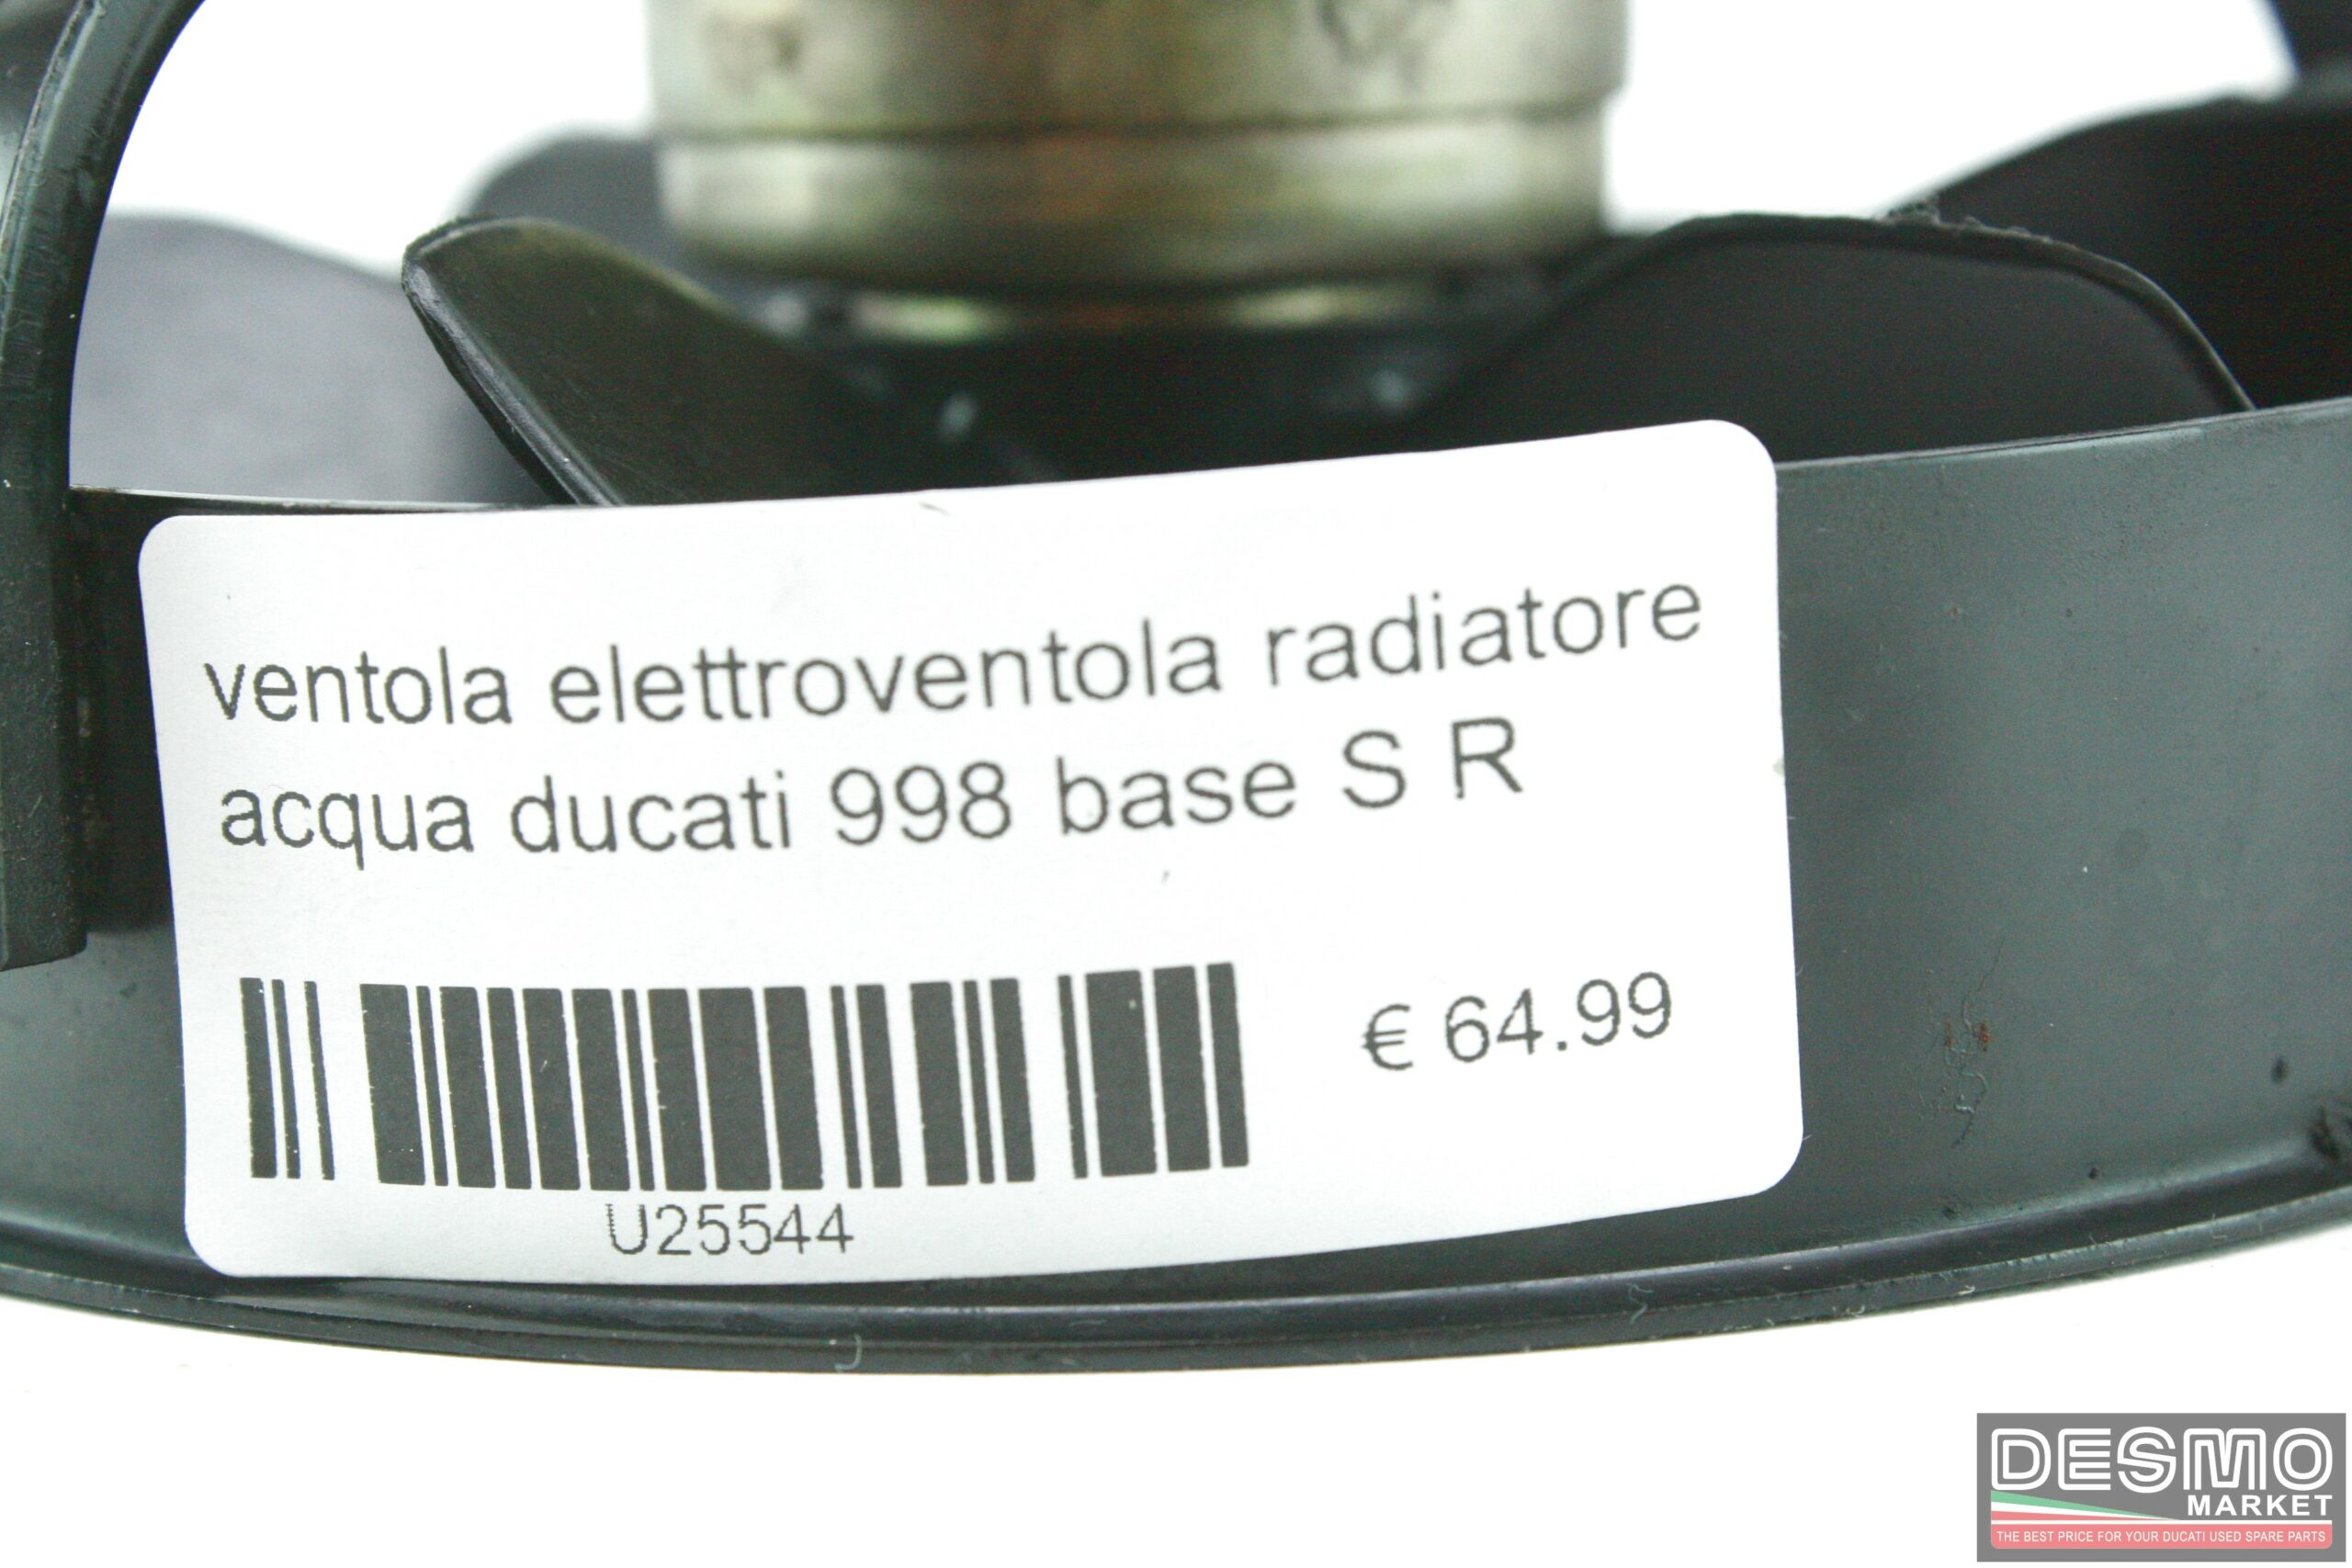 ventola elettroventola radiatore
acqua ducati 998 base S R
€ 64.99
U25544
DESMO
MARKET
THE BEST PRICE FOR YOUR DUCATI USED SPARE PARTS